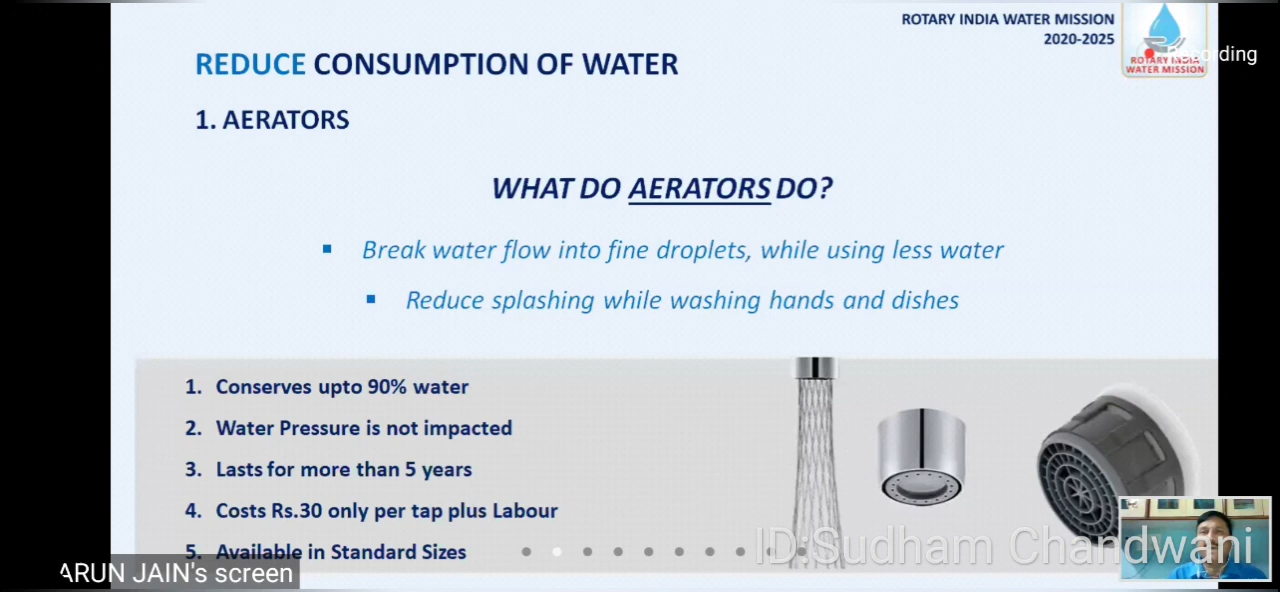 ROTARY INDIA WATER MISSION
2020-2025
Recording
ROTARY INDIA
WATER MISSION
REDUCE CONSUMPTION OF WATER
1. AERATORS
WHAT DO AERATORS DO?
▪ Break water flow into fine droplets, while using less water
▪ Reduce splashing while washing hands and dishes
1. Conserves upto 90% water
2. Water Pressure is not impacted
3. Lasts for more than 5 years
4. Costs Rs.30 only per tap plus Labour
5. Available in Standard Sizes
ID:Sudham Chandwani
ARUN JAIN's screen